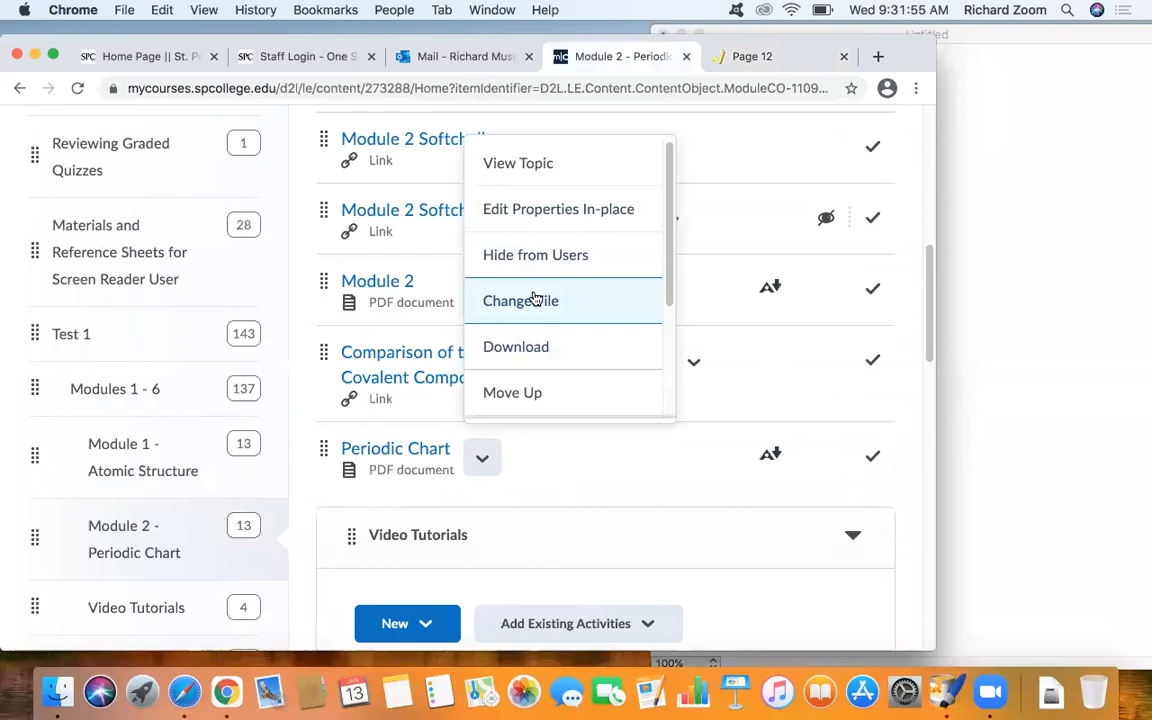 Chrome File Edit View History Bookmarks People Tab Window Help Wed 9:31:55 AM Richard Zoom
Untitled
Home Page || St. P
Staff Login - One S
Mail - Richard Mus
Module 2 - Periodi
Page 12
mycourses.spcollege.edu/d2l/le/content/273288/Home?itemIdentifier=D2L.LE.Content.ContentObject.ModuleCO-1109...
Reviewing Graded
Quizzes
1
Materials and
Reference Sheets for
Screen Reader User
28
Test 1
143
Modules 1 - 6
137
Module 1 -
Atomic Structure
13
Module 2 -
Periodic Chart
13
Video Tutorials
4
Module 2
Link
Module 2
Link
Module 2
PDF document
Comparison of
Covalent
Link
Periodic Chart
PDF document
View Topic
Edit Properties In-place
Hide from Users
Change File
Download
Move Up
Video Tutorials
New
Add Existing Activities
100%
JAN
13